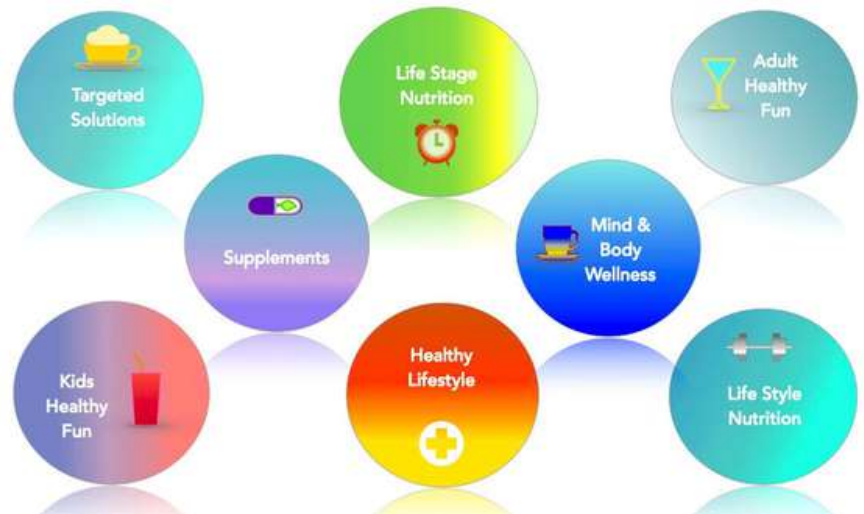 Targeted
Solutions
Life Stage
Nutrition
Adult
Healthy
Fun
Supplements
Mind &
Body
Wellness
Kids
Healthy
Fun
Healthy
Lifestyle
Life Style
Nutrition